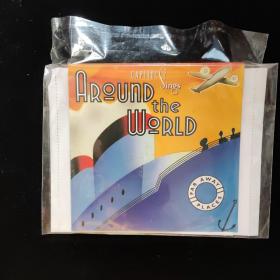 CAPITOL Sings
AROUND
the
WORLD
FAR AWAY
PLACES